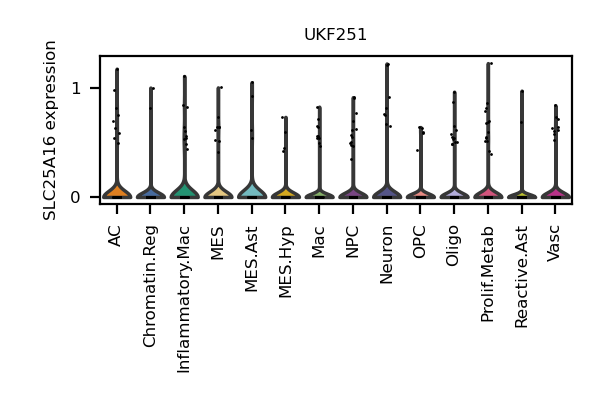 UKF251
SLC25A16 expression
1
0
AC
Chromatin.Reg
Inflammatory.Mac
MES
MES.Ast
MES.Hyp
Mac
NPC
Neuron
OPC
Oligo
Prolif.Metab
Reactive.Ast
Vasc